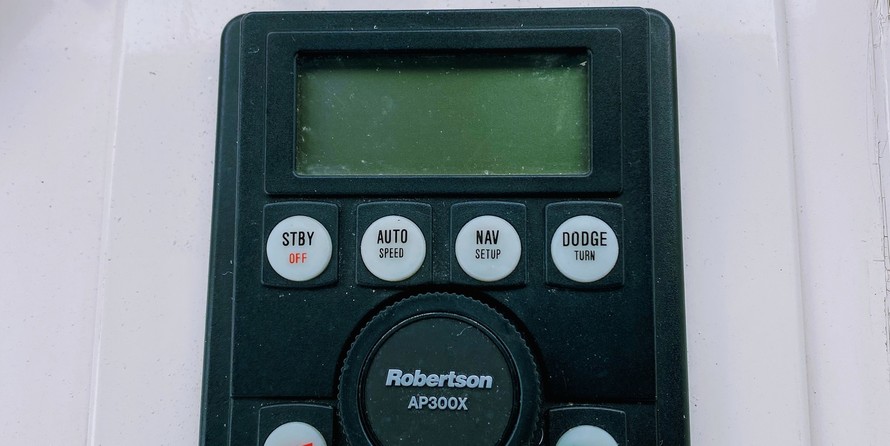 STBY
OFF
AUTO
SPEED
NAV
SETUP
DODGE
TURN
Robertson
AP300X